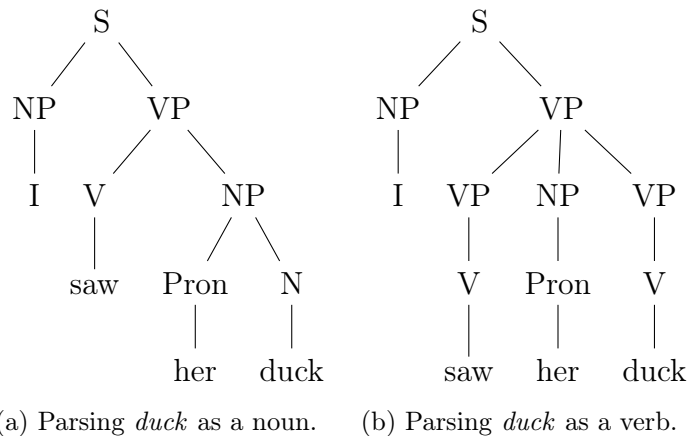 S S
NP VP NP VP
I V NP I VP NP VP
saw Pron N V Pron V
her duck saw her duck
a) Parsing duck as a noun. (b) Parsing duck as a verb.